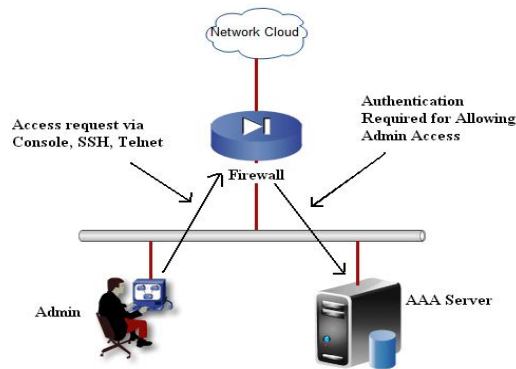 Network Cloud
Access request via
Console, SSH, Telnet
Authentication
Required for Allowing
Admin Access
Firewall
Admin
AAA Server